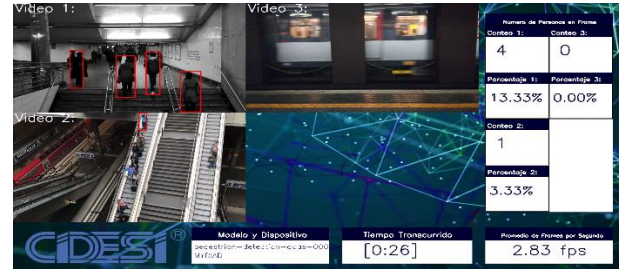 Video 1:
Video 3:
Numero de Personas en Frame
Conteo 1: Conteo 3:
4 0
Porcentaje 1: Porcentaje 3:
13.33% 0.00%
Video 2:
Conteo 2:
1
Porcentaje 2:
3.33%
CIDESI®
Modelo y Dispositivo
Tiempo Transcurrido
Promedio de Frames por Segundo
[0:26]
2.83 fps